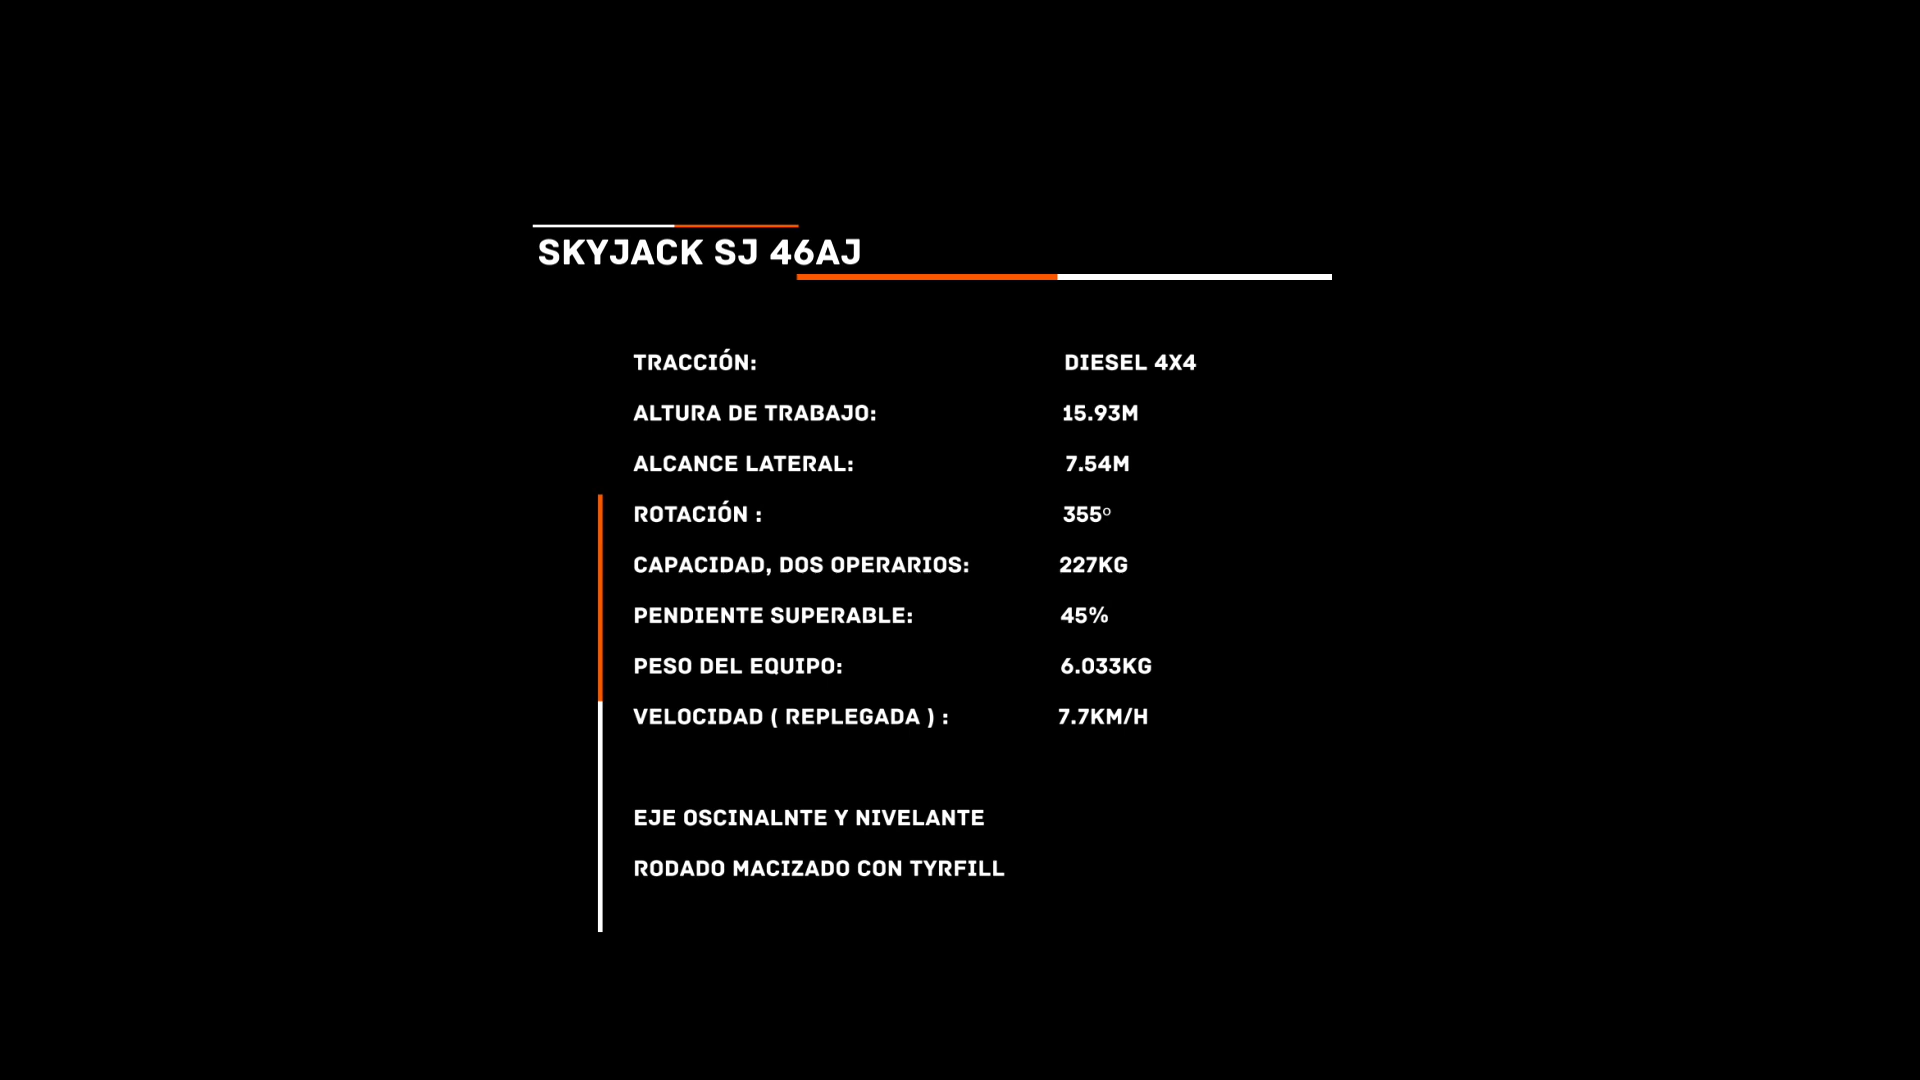 SKYJACK SJ 46AJ
TRACCIÓN: DIESEL 4X4
ALTURA DE TRABAJO: 15.93M
ALCANCE LATERAL: 7.54M
ROTACIÓN : 355º
CAPACIDAD, DOS OPERARIOS: 227KG
PENDIENTE SUPERABLE: 45%
PESO DEL EQUIPO: 6.033KG
VELOCIDAD ( REPLEGADA ) : 7.7KM/H
EJE OSCINALNTE Y NIVELANTE
RODADO MACIZADO CON TYRFILL